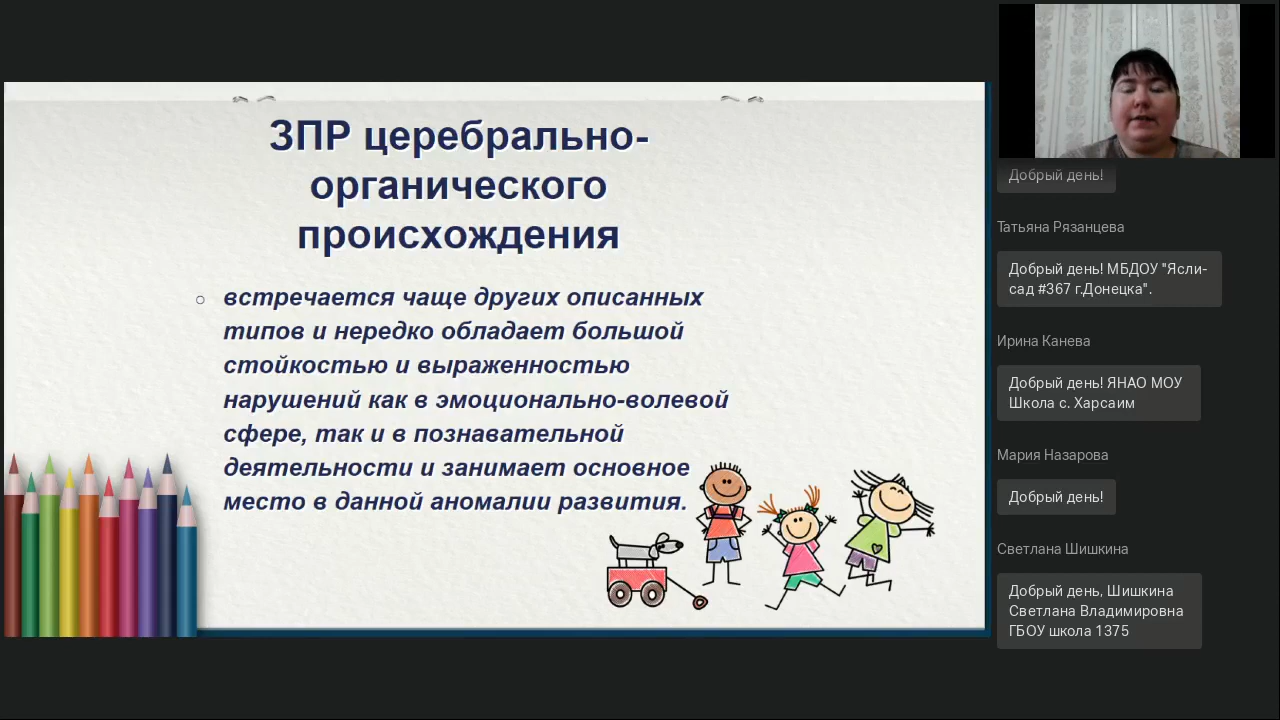 ЗПР церебрально-
органического
происхождения
встречается чаще других описанных
типов и нередко обладает большой
стойкостью и выраженностью
нарушений как в эмоционально-волевой
сфере, так и в познавательной
деятельности и занимает основное
место в данной аномалии развития.
Добрый день!
Татьяна Рязанцева
Добрый день! МБДОУ "Ясли-
сад #367 г.Донецка".
Ирина Канева
Добрый день! ЯНАО МОУ
Школа с. Харсаим
Мария Назарова
Добрый день!
Светлана Шишкина
Добрый день, Шишкина
Светлана Владимировна
ГБОУ школа 1375